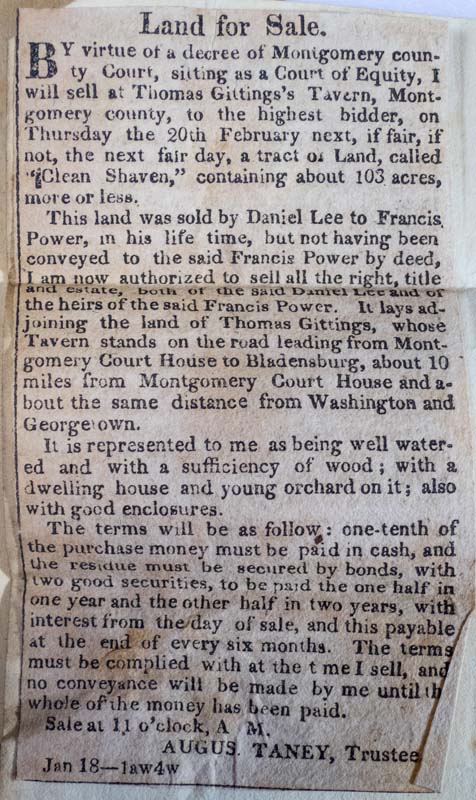 Land for Sale.
BY virtue of a decree of Montgomery coun-
ty Court, sitting as a Court of Equity, I
will sell at Thomas Gittings's Tavern, Mont-
gomery county, to the highest bidder, on
Thursday the 20th February next, if fair, if
not, the next fair day, a tract of Land, called
"Clean Shaven," containing about 103 acres,
more or less.
This land was sold by Daniel Lee to Francis
Power, in his life time, but not having been
conveyed to the said Francis Power by deed,
I am now authorized to sell all the right, title
and estate, both of the said Daniel Lee and of
the heirs of the said Francis Power. It lays ad-
joining the land of Thomas Gittings, whose
Tavern stands on the road leading from Mont-
gomery Court House to Bladensburg, about 10
miles from Montgomery Court House and a-
bout the same distance from Washington and
Georgetown.
It is represented to me as being well water-
ed and with a sufficiency of wood; with a
dwelling house and young orchard on it; also
with good enclosures.
The terms will be as follow: one-tenth of
the purchase money must be paid in cash, and
the residue must be secured by bonds, with
two good securities, to be paid the one half in
one year and the other half in two years, with
interest from the day of sale, and this payable
at the end of every six months. The terms
must be complied with at the t me I sell, and
no conveyance will be made by me until th
whole of the money has been paid.
Sale at 11 o'clock, A M.
AUGUS. TANEY, Trustee
Jan 18—1aw4w